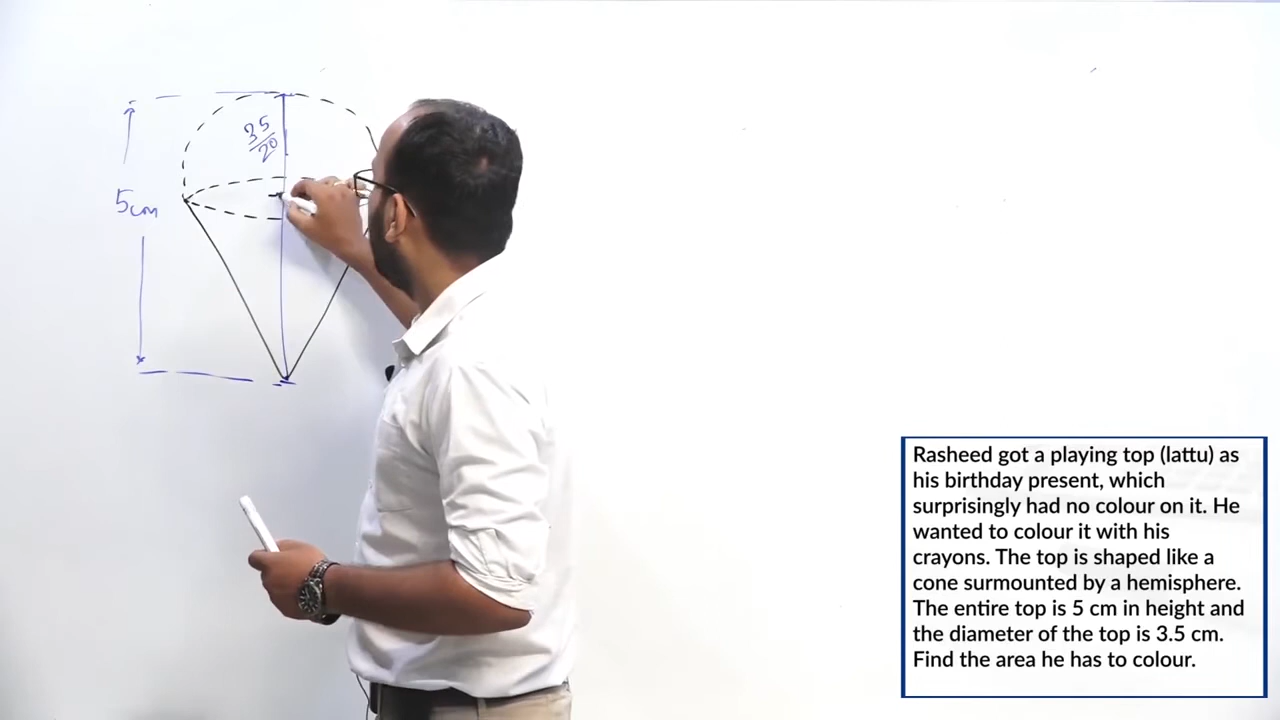 35
20
5cm
Rasheed got a playing top (lattu) as
his birthday present, which
surprisingly had no colour on it. He
wanted to colour it with his
crayons. The top is shaped like a
cone surmounted by a hemisphere.
The entire top is 5 cm in height and
the diameter of the top is 3.5 cm.
Find the area he has to colour.